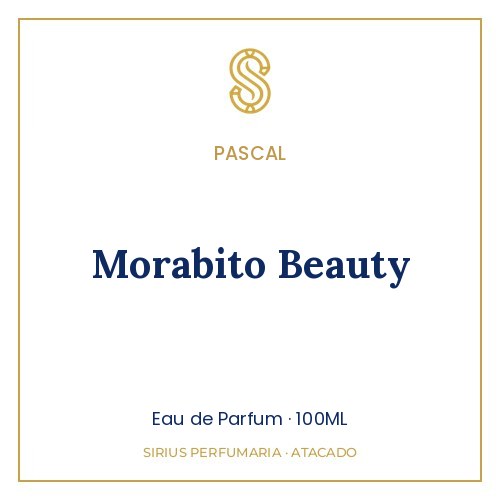 PASCAL
Morabito Beauty
Eau de Parfum · 100ML
SIRIUS PERFUMARIA · ATACADO